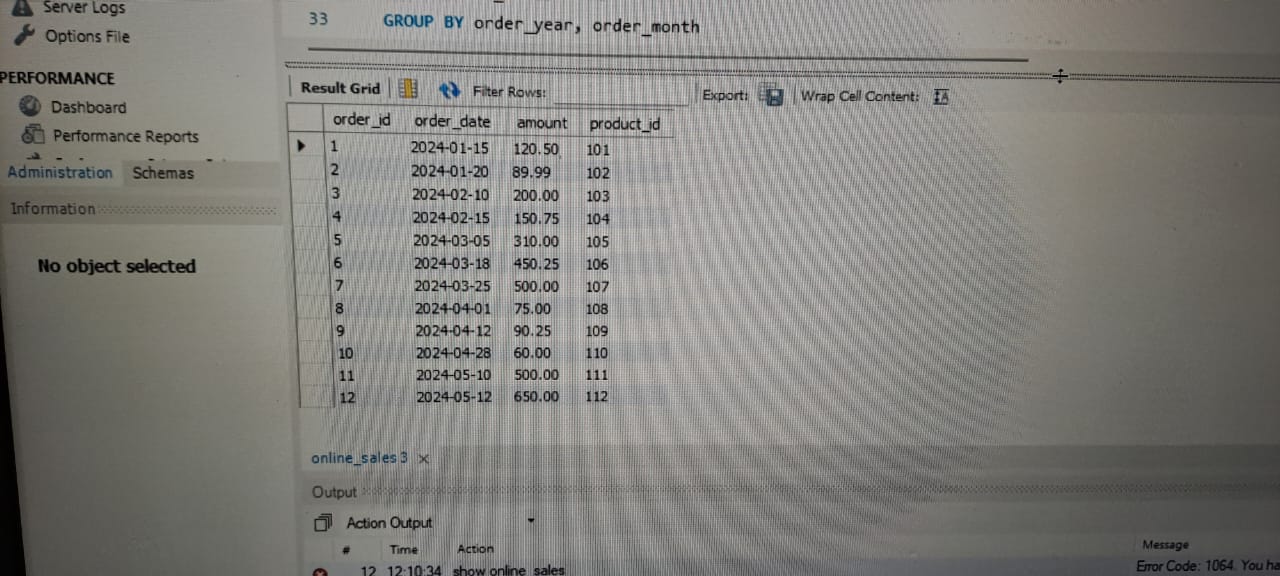 Server Logs
Options File
PERFORMANCE
Dashboard
Performance Reports
Administration Schemas
Information
No object selected
33 GROUP BY order_year, order_month
Result Grid Filter Rows: Export: Wrap Cell Content:
order_id order_date amount product_id
1 2024-01-15 120.50 101
2 2024-01-20 89.99 102
3 2024-02-10 200.00 103
4 2024-02-15 150.75 104
5 2024-03-05 310.00 105
6 2024-03-18 450.25 106
7 2024-03-25 500.00 107
8 2024-04-01 75.00 108
9 2024-04-12 90.25 109
10 2024-04-28 60.00 110
11 2024-05-10 500.00 111
12 2024-05-12 650.00 112
online_sales 3
Output
Action Output
# Time Action Message
12 12:10:34 show online_sales Error Code: 1064. You ha